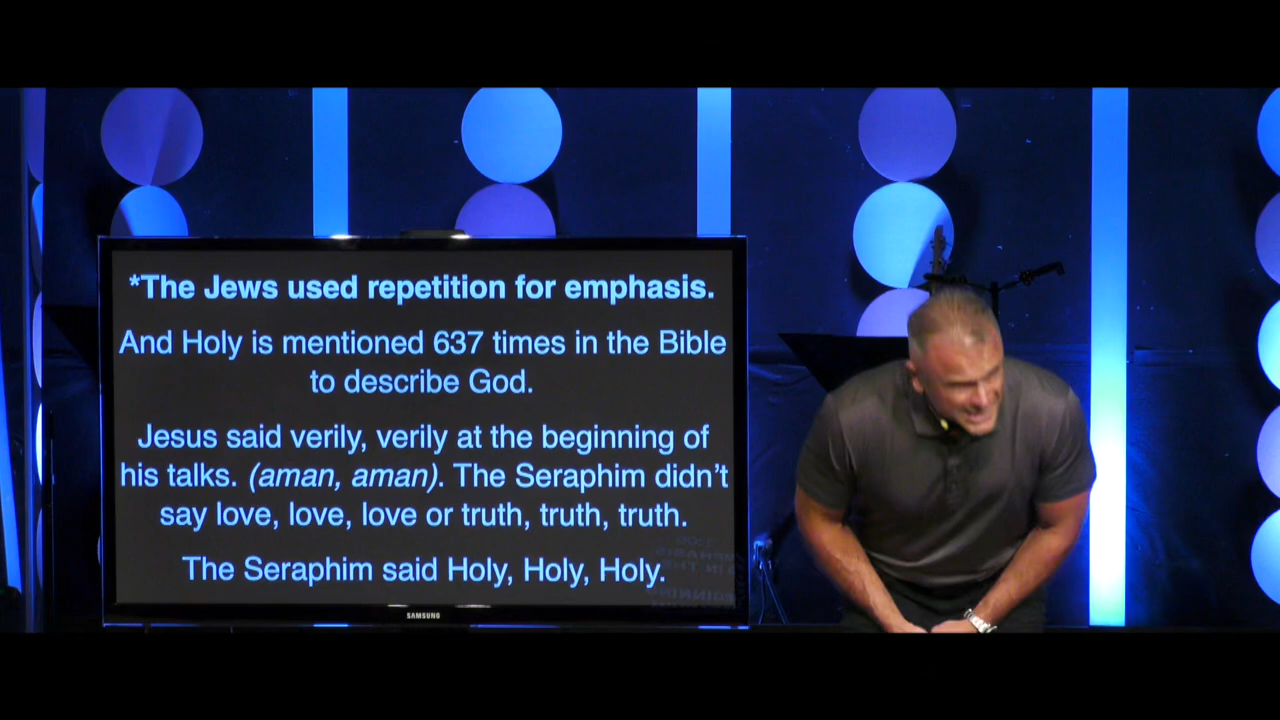 *The Jews used repetition for emphasis.
And Holy is mentioned 637 times in the Bible
to describe God.
Jesus said verily, verily at the beginning of
his talks. (aman, aman). The Seraphim didn't
say love, love, love or truth, truth, truth.
The Seraphim said Holy, Holy, Holy.
SAMSUNG